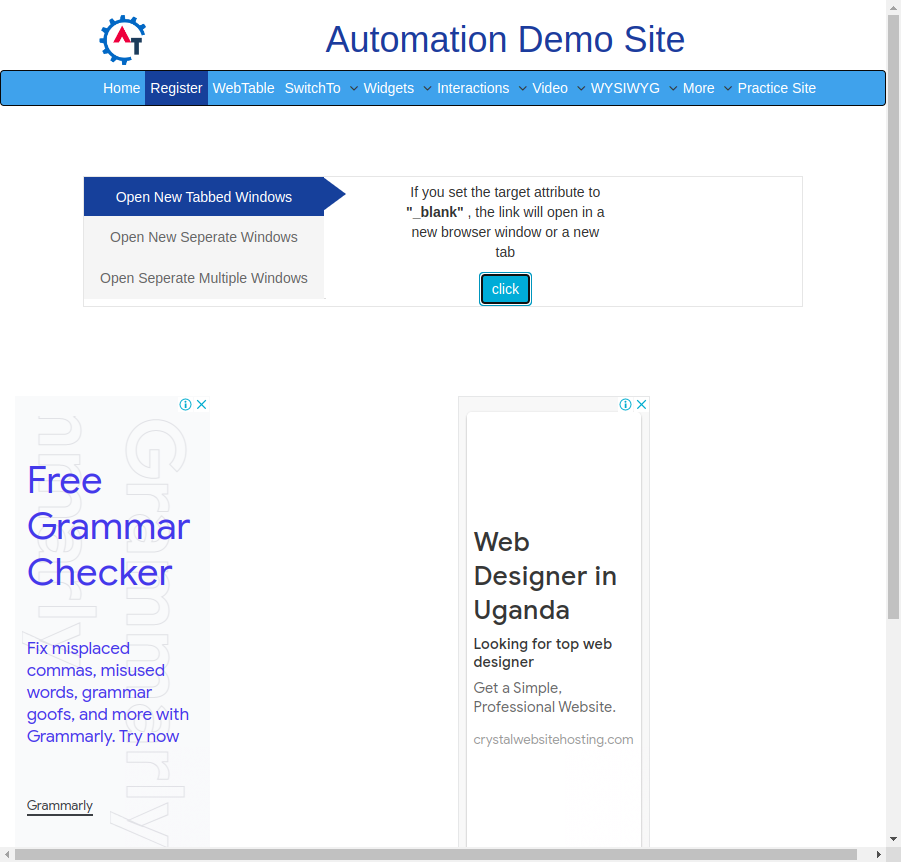 AT
Automation Demo Site
Home Register WebTable SwitchTo Widgets Interactions Video WYSIWYG More Practice Site
Open New Tabbed Windows
Open New Seperate Windows
Open Seperate Multiple Windows
If you set the target attribute to
"_blank" , the link will open in a
new browser window or a new
tab
click
Grammarly
Grammarly
Free
Grammar
Checker
Fix misplaced
commas, misused
words, grammar
goofs, and more with
Grammarly. Try now
Grammarly
Web
Designer in
Uganda
Looking for top web
designer
Get a Simple,
Professional Website.
crystalwebsitehosting.com